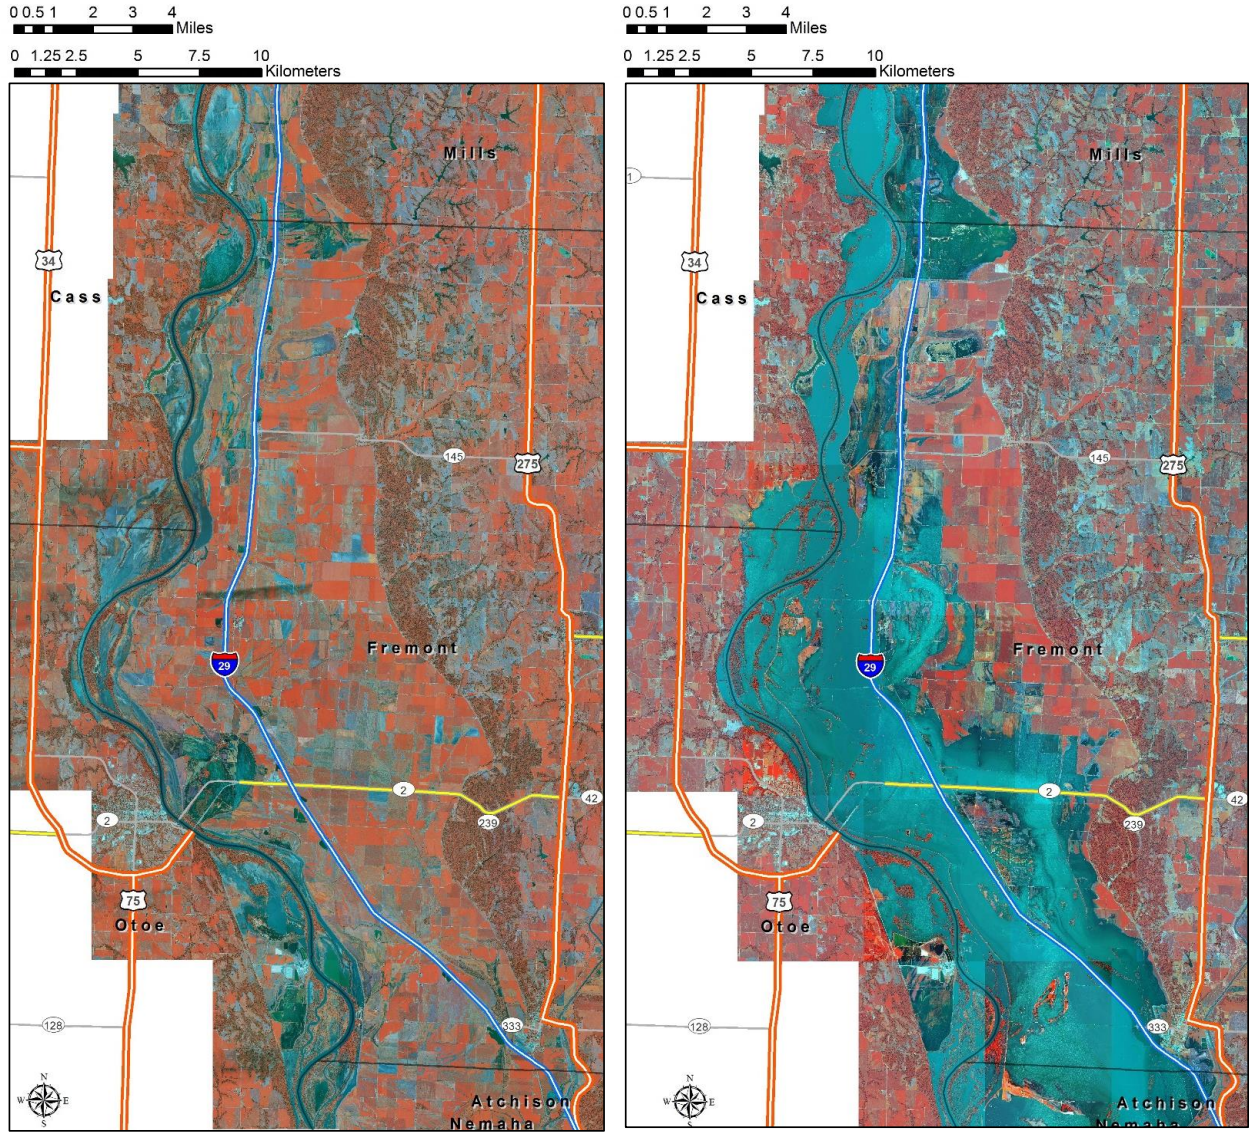 0 0.5 1 2 3 4
Miles
0 1.25 2.5 5 7.5 10
Kilometers
Mills
34
Cass
145
275
Fremont
29
2
42
2
239
75
Otoe
128
333
N
W E
S
Atchison
Nemaha
0 0.5 1 2 3 4
Miles
0 1.25 2.5 5 7.5 10
Kilometers
1
Mills
34
Cass
145
275
Fremont
29
2
42
2
239
75
Otoe
128
333
N
W E
S
Atchison
Nemaha